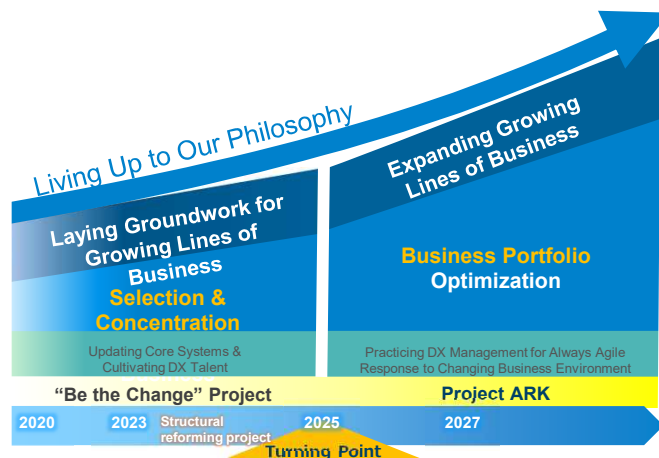 Living Up to Our Philosophy
Laying Groundwork for
Growing Lines of
Business
Selection &
Concentration
Updating Core Systems &
Cultivating DX Talent
Expanding Growing
Lines of Business
Business Portfolio
Optimization
Practicing DX Management for Always Agile
Response to Changing Business Environment
“Be the Change” Project
Project ARK
2020
2023
Structural
reforming project
2025
2027
Turning Point